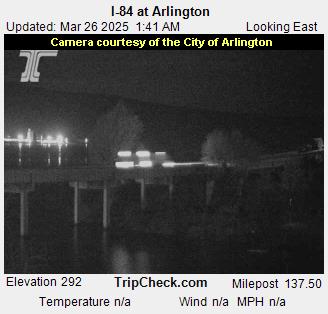 I-84 at Arlington
Updated: Mar 26 2025 1:41 AM Looking East
Camera courtesy of the City of Arlington
Elevation 292 TripCheck.com Milepost 137.50
Temperature n/a Wind n/a MPH n/a